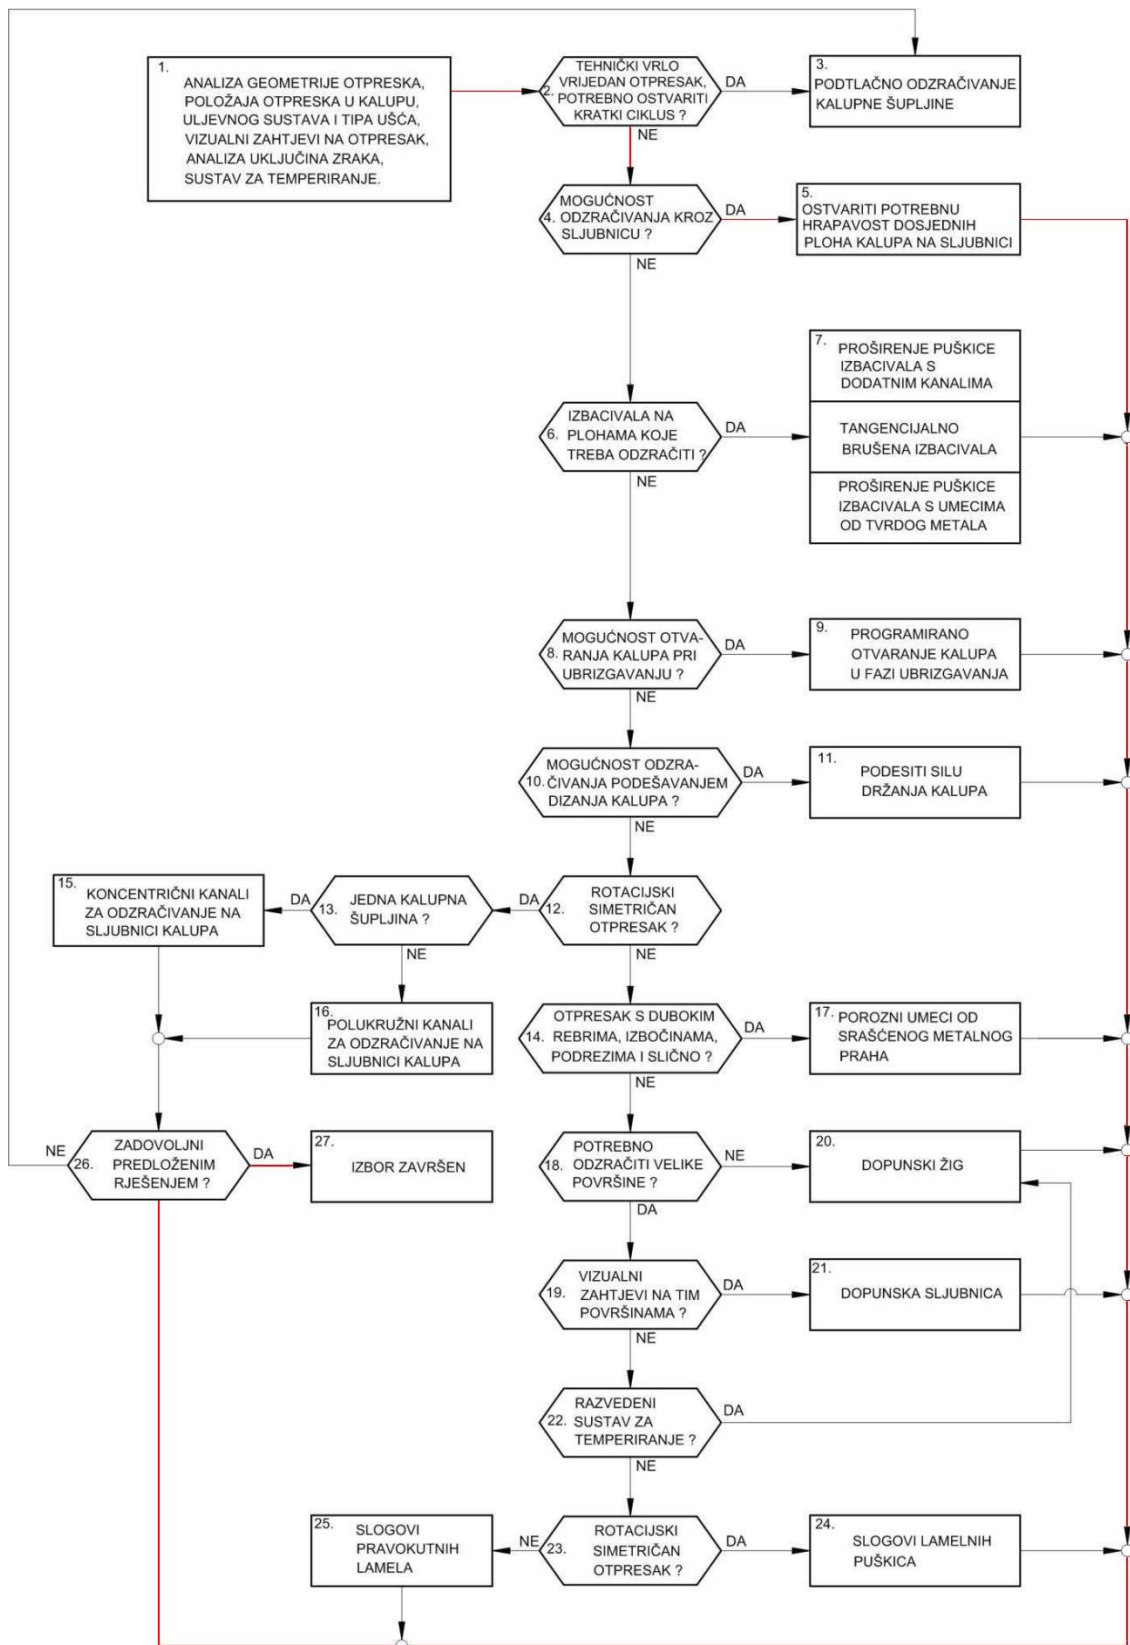 1.
ANALIZA GEOMETRIJE OTPRESKA,
POLOŽAJA OTPRESKA U KALUPU,
ULJEVNOG SUSTAVA I TIPA UŠĆA,
VIZUALNI ZAHTJEVI NA OTPRESAK,
ANALIZA UKLJUČINA ZRAKA,
SUSTAV ZA TEMPERIRANJE.
TEHNIČKI VRLO
VRIJEDAN OTPRESAK,
2. POTREBNO OSTVARITI
KRATKI CIKLUS ?
DA
NE
3.
PODTLAČNO ODZRAČIVANJE
KALUPNE ŠUPLJINE
MOGUĆNOST
4. ODZRAČIVANJA KROZ
SLJUBNICU ?
DA
NE
5.
OSTVARITI POTREBNU
HRAPAVOST DOSJEDNIH
PLOHA KALUPA NA SLJUBNICI
IZBACIVALA NA
6. PLOHAMA KOJE
TREBA ODZRAČITI ?
DA
NE
7.
PROŠIRENJE PUŠKICE
IZBACIVALA S
DODATNIM KANALIMA
TANGENCIJALNO
BRUŠENA IZBACIVALA
PROŠIRENJE PUŠKICE
IZBACIVALA S UMECIMA
OD TVRDOG METALA
MOGUĆNOST OTVA-
8. RANJA KALUPA PRI
UBRIZGAVANJU ?
DA
NE
9.
PROGRAMIRANO
OTVARANJE KALUPA
U FAZI UBRIZGAVANJA
MOGUĆNOST ODZRA-
10. ČIVANJA PODEŠAVANJEM
DIZANJA KALUPA ?
DA
NE
11.
PODESITI SILU
DRŽANJA KALUPA
ROTACIJSKI
12. SIMETRIČAN
OTPRESAK ?
DA
NE
JEDNA KALUPNA
13. ŠUPLJINA ?
DA
NE
15.
KONCENTRIČNI KANALI
ZA ODZRAČIVANJE NA
SLJUBNICI KALUPA
16.
POLUKRUŽNI KANALI
ZA ODZRAČIVANJE NA
SLJUBNICI KALUPA
OTPRESAK S DUBOKIM
14. REBRIMA, IZBOČINAMA,
PODREZIMA I SLIČNO ?
DA
NE
17.
POROZNI UMECI OD
SRAŠĆENOG METALNOG
PRAHA
ZADOVOLJNI
26. PREDLOŽENIM
RJEŠENJEM ?
NE
DA
27.
IZBOR ZAVRŠEN
POTREBNO
18. ODZRAČITI VELIKE
POVRŠINE ?
NE
DA
20.
DOPUNSKI ŽIG
VIZUALNI
19. ZAHTJEVI NA TIM
POVRŠINAMA ?
DA
NE
21.
DOPUNSKA SLJUBNICA
RAZVEDENI
22. SUSTAV ZA
TEMPERIRANJE ?
DA
NE
ROTACIJSKI
23. SIMETRIČAN
OTPRESAK ?
NE
DA
25.
SLOGOVI
PRAVOKUTNIH
LAMELA
24.
SLOGOVI LAMELNIH
PUŠKICA